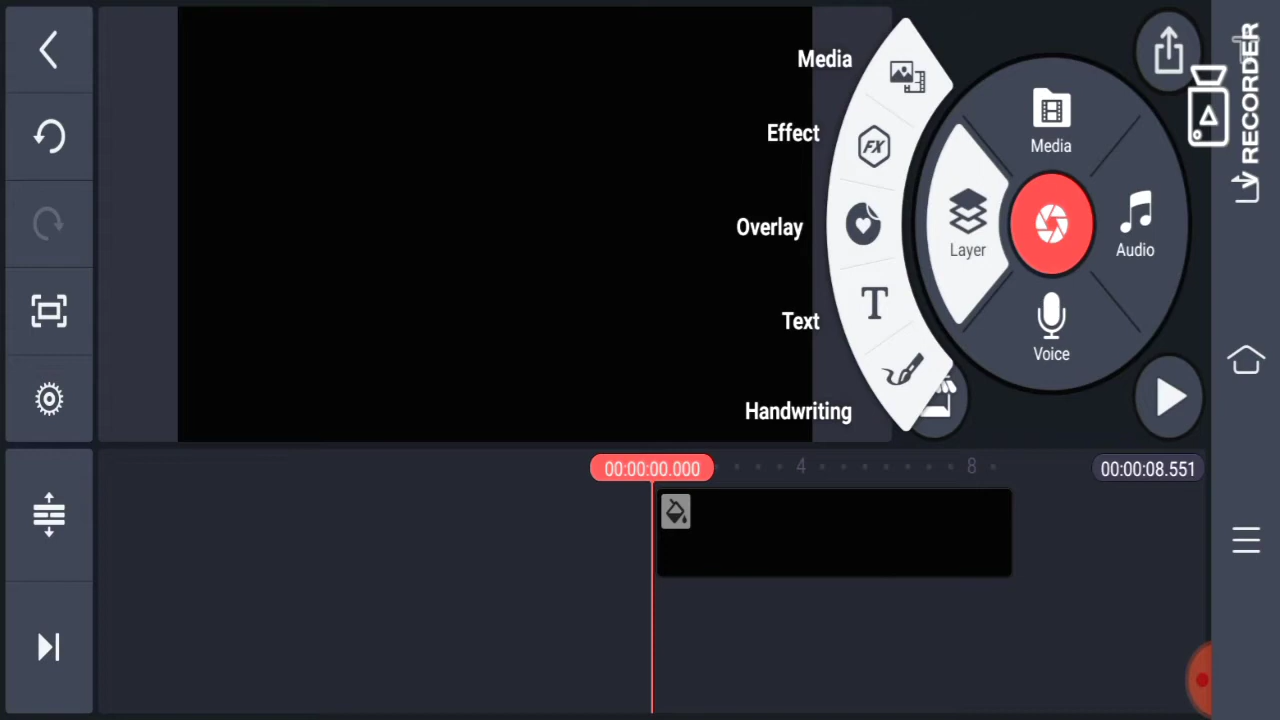 Media
Effect
Overlay
Text
Handwriting
FX
T
Media
Layer
Audio
Voice
V RECORDER
00:00:00.000
4
8
00:00:08.551